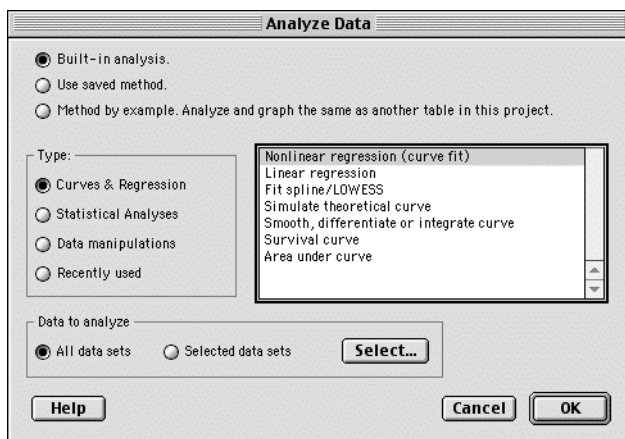 Analyze Data
Built-in analysis.
Use saved method.
Method by example. Analyze and graph the same as another table in this project.
Type:
Curves & Regression
Statistical Analyses
Data manipulations
Recently used
Nonlinear regression (curve fit)
Linear regression
Fit spline/LOWESS
Simulate theoretical curve
Smooth, differentiate or integrate curve
Survival curve
Area under curve
Data to analyze
All data sets
Selected data sets
Select...
Help
Cancel
OK